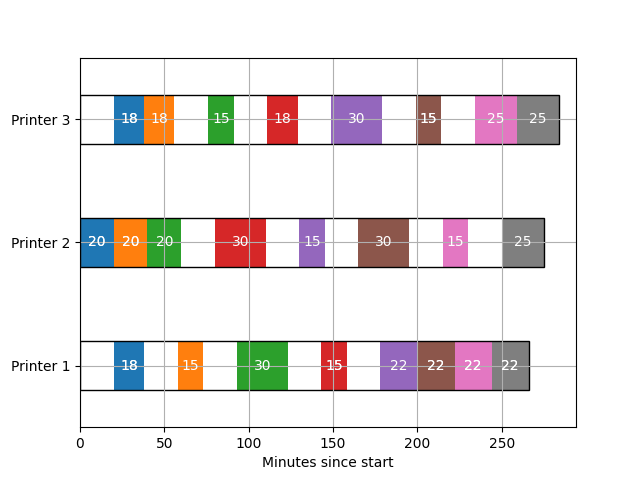 Printer 3 18 18 15 18 30 15 25 25
Printer 2 20 20 20 30 15 30 15 25
Printer 1 18 15 30 15 22 22 22 22
0 50 100 150 200 250
Minutes since start